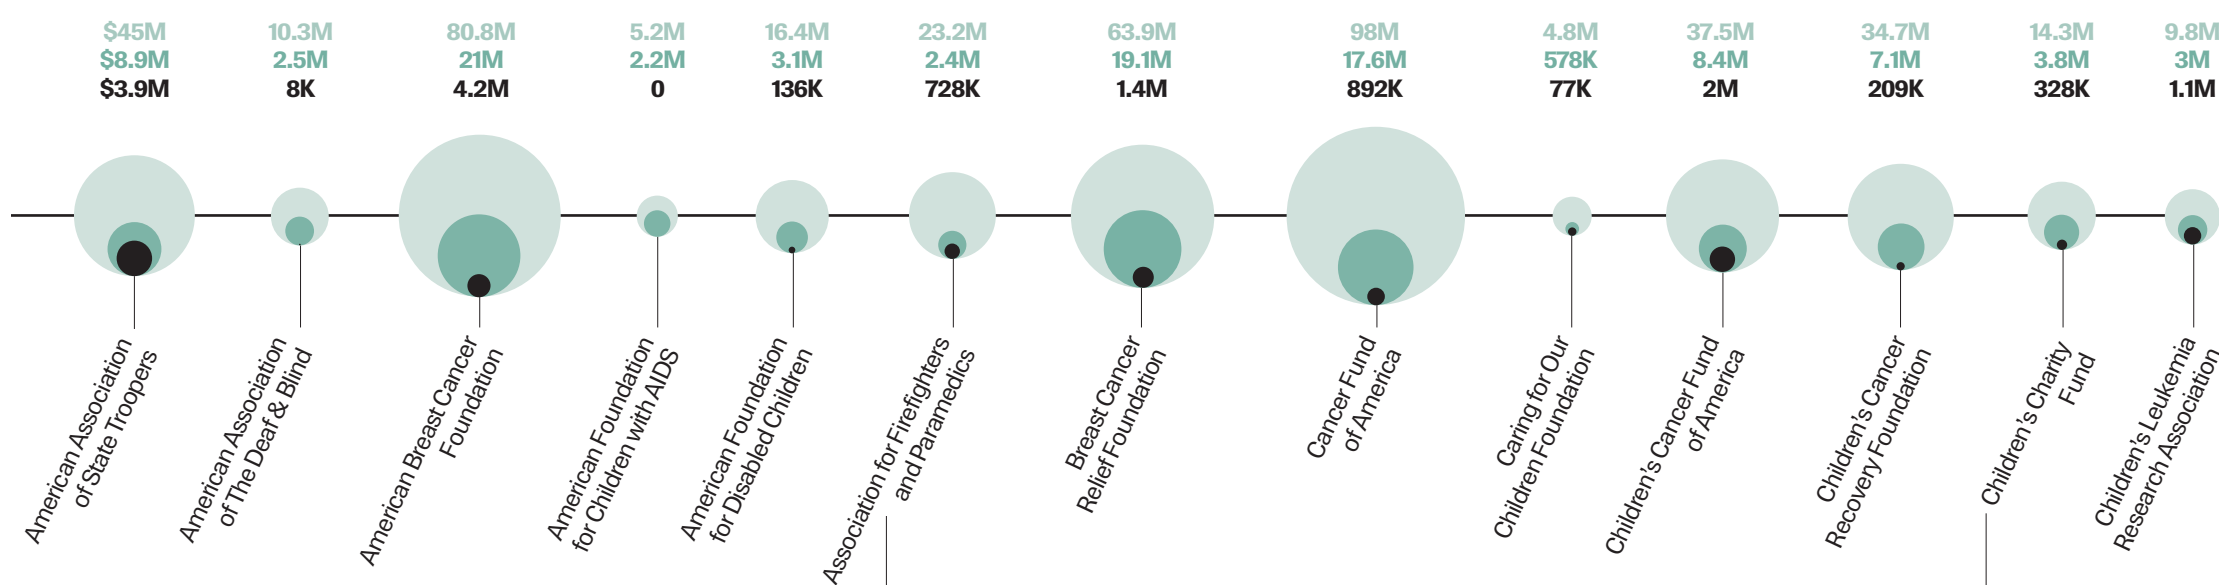 $45M 10.3M 80.8M 5.2M 16.4M 23.2M 63.9M 98M 4.8M 37.5M 34.7M 14.3M 9.8M
$8.9M 2.5M 21M 2.2M 3.1M 2.4M 19.1M 17.6M 578K 8.4M 7.1M 3.8M 3M
$3.9M 8K 4.2M 0 136K 728K 1.4M 892K 77K 2M 209K 328K 1.1M
American Association
of State Troopers
American Association
of The Deaf & Blind
American Breast Cancer
Foundation
American Foundation
for Children with AIDS
American Foundation
for Disabled Children
Association for Firefighters
and Paramedics
Breast Cancer
Relief Foundation
Cancer Fund
of America
Caring for Our
Children Foundation
Children's Cancer Fund
of America
Children's Cancer
Recovery Foundation
Children's Charity
Fund
Children's Leukemia
Research Association